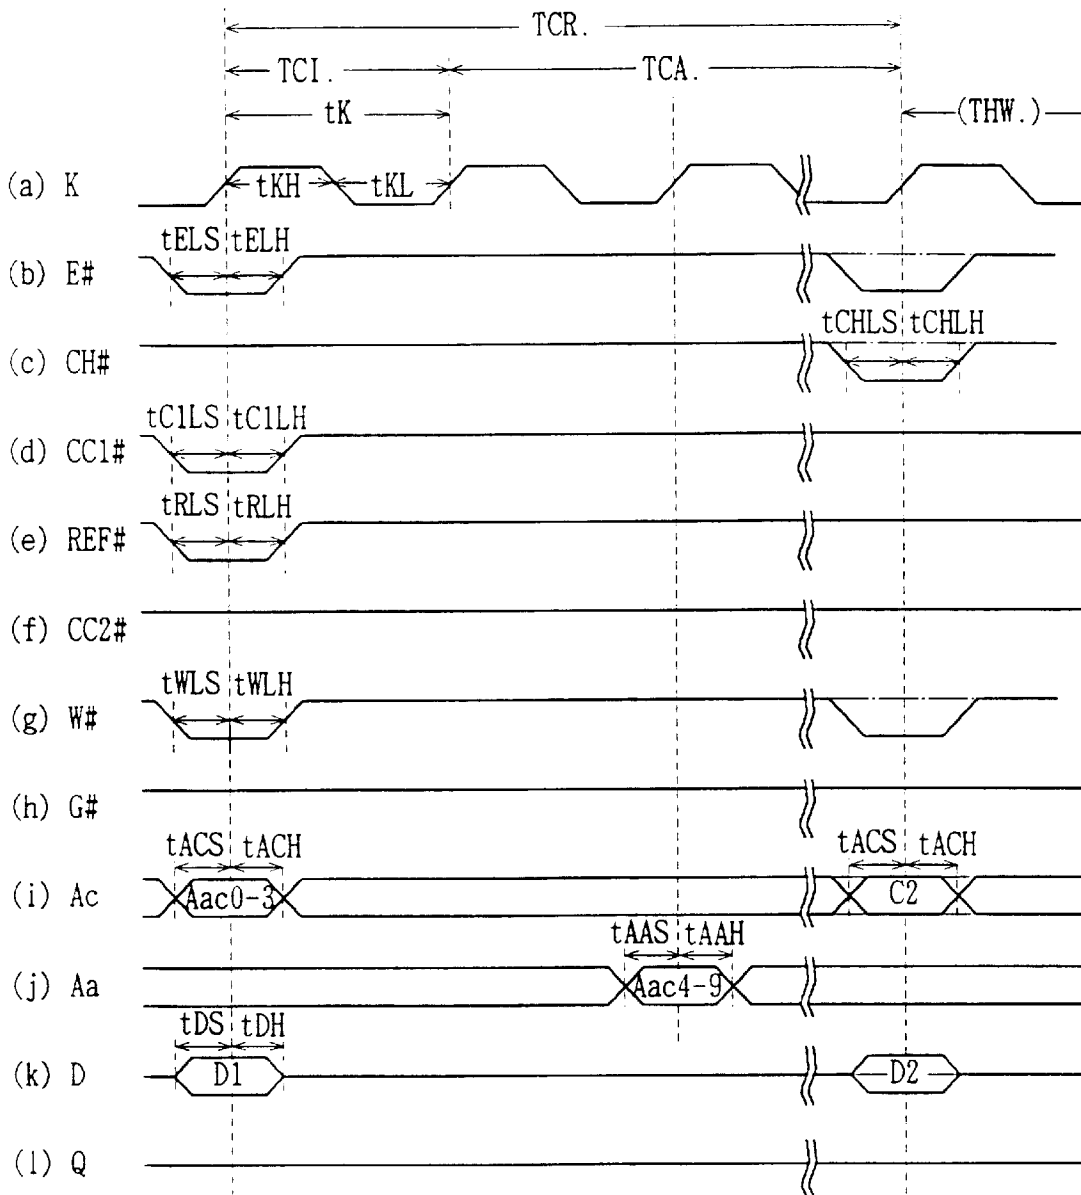 TCR.
TCI.
TCA.
tK
(THW.)
(a) K
tKH
tKL
tELS tELH
(b) E#
tCHLS tCHLH
(c) CH#
tC1LS tC1LH
(d) CC1#
tRLS tRLH
(e) REF#
(f) CC2#
tWLS tWLH
(g) W#
(h) G#
tACS tACH
tACS tACH
(i) Ac
Aac0-3
C2
tAAS tAAH
(j) Aa
Aac4-9
tDS tDH
(k) D
D1
D2
(l) Q